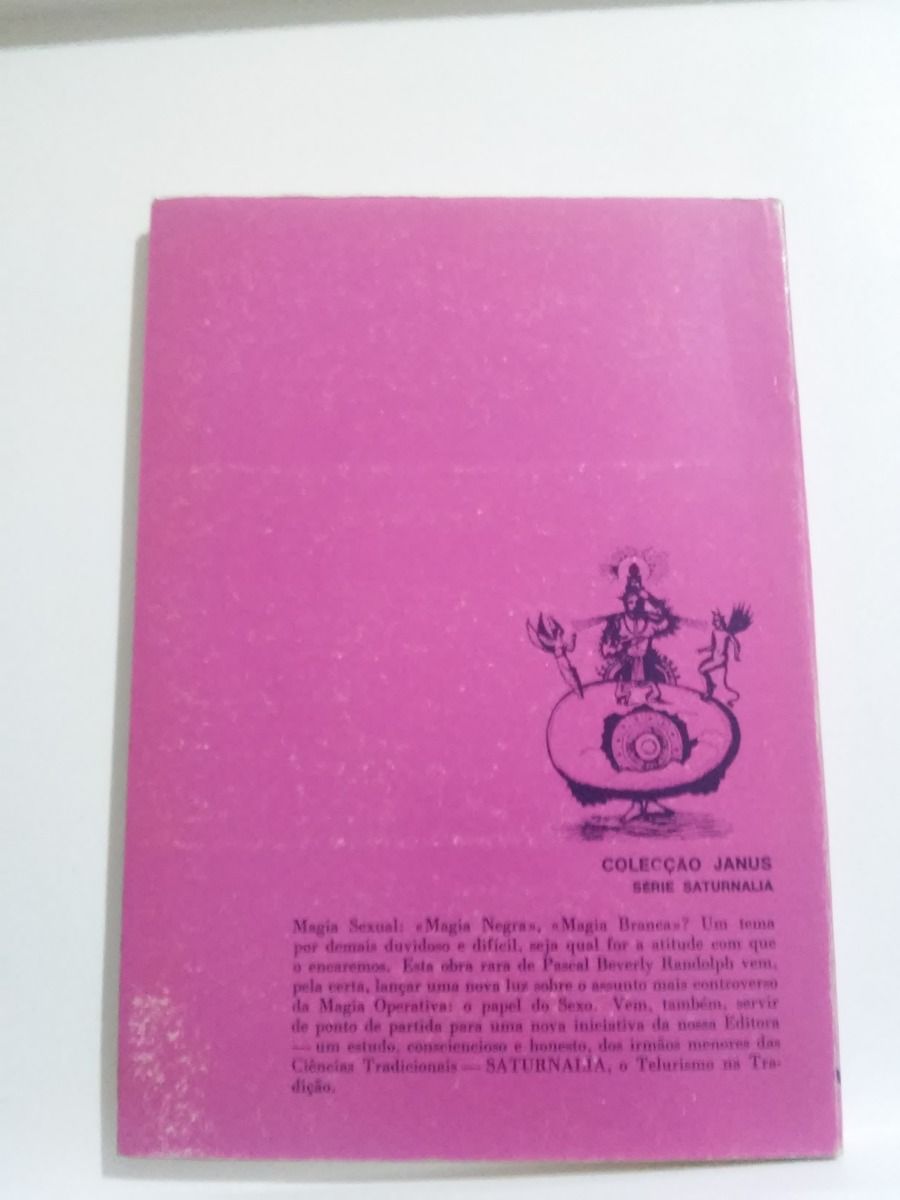 COLECÇÃO JANUS
SÉRIE SATURNALIA
Magia Sexual: «Magia Negra», «Magia Branca»? Um tema
por demais duvidoso e difícil, seja qual for a atitude com que
o encaremos. Esta obra rara de Pascal Beverly Randolph vem,
pela certa, lançar uma nova luz sobre o assunto mais controverso
da Magia Operativa: o papel do Sexo. Vem, também, servir
de ponto de partida para uma nova iniciativa da nossa Editora
— um estudo, consciencioso e honesto, dos irmãos menores das
Ciências Tradicionais — SATURNALIA, o Telurismo na Tra-
dição.